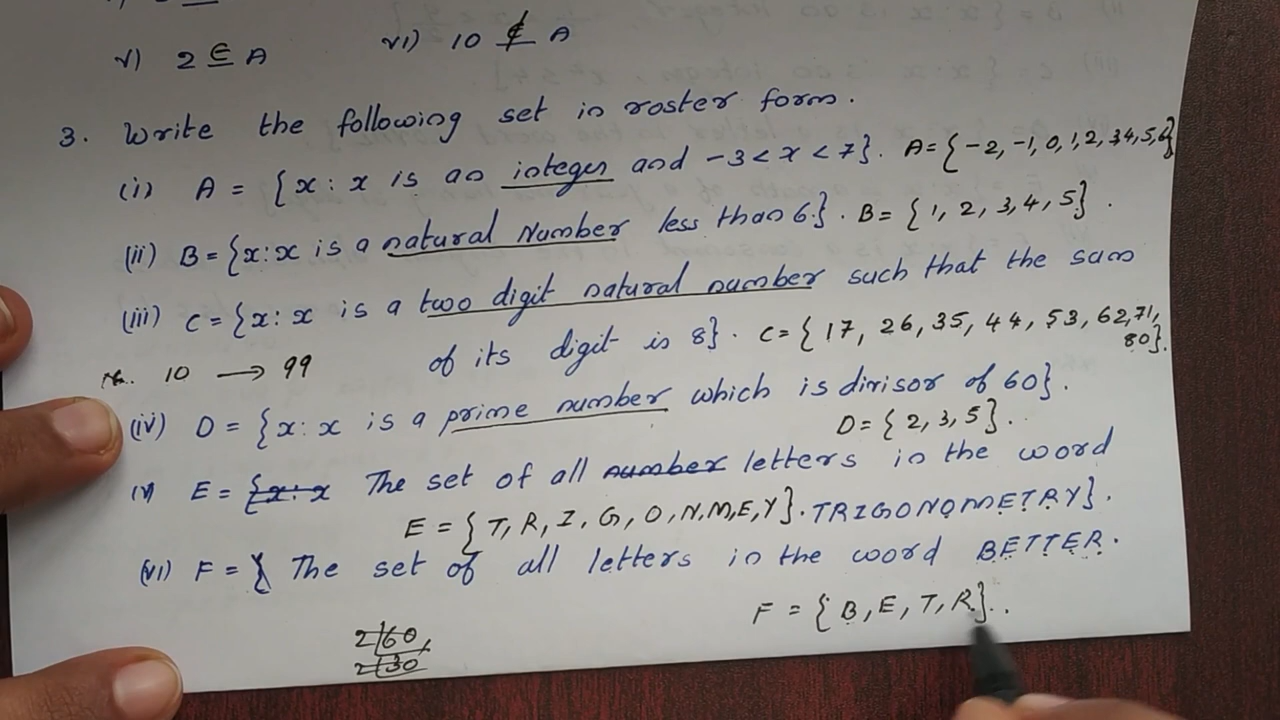 v) 2 ∈ A vi) 10 ∉ A
3. Write the following set in roster form.
(i) A = {x : x is an integer and -3 < x < 7}. A = {-2, -1, 0, 1, 2, 3 4, 5, 6}
(ii) B = {x : x is a natural Number less than 6}. B = {1, 2, 3, 4, 5}.
(iii) C = {x : x is a two digit natural number such that the sum
of its digit is 8}. C = {17, 26, 35, 44, 53, 62, 71,
80}.
10 → 99
(iv) D = {x : x is a prime number which is divisor of 60}.
D = {2, 3, 5}.
(v) E = {x : x The set of all number letters in the word
E = {T, R, I, G, O, N, M, E, Y}. TRIGONOMETRY}.
(vi) F = { The set of all letters in the word BETTER.
F = {B, E, T, R}.
2 60
2 30